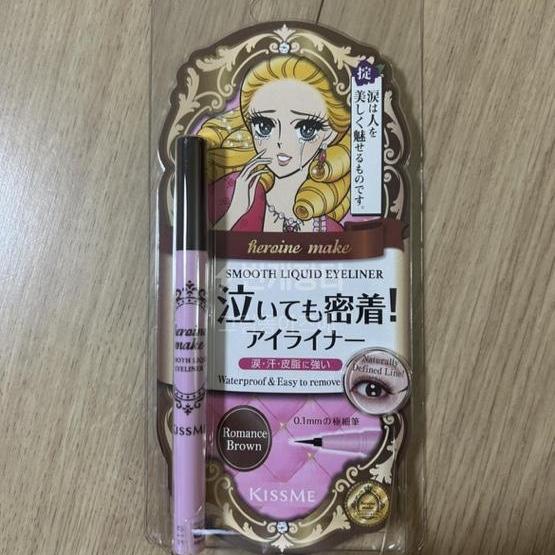 掟
涙は人を
美しく魅せるものです。
heroine make
SMOOTH LIQUID EYELINER
泣いても密着!
アイライナー
涙・汗・皮脂に強い
Waterproof & Easy to remove
Naturally
Defined Line!
0.1mmの極細筆
Romance
Brown
KISSME
heroine
make
SMOOTH LIQUID
EYELINER
KISSME